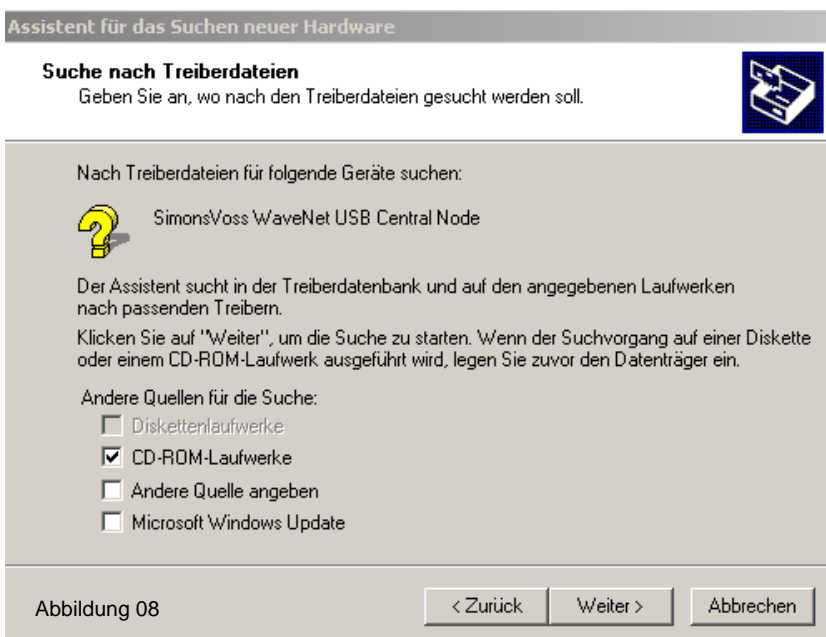 Assistent für das Suchen neuer Hardware
Suche nach Treiberdateien
Geben Sie an, wo nach den Treiberdateien gesucht werden soll.
Nach Treiberdateien für folgende Geräte suchen:
SimonsVoss WaveNet USB Central Node
Der Assistent sucht in der Treiberdatenbank und auf den angegebenen Laufwerken
nach passenden Treibern.
Klicken Sie auf "Weiter", um die Suche zu starten. Wenn der Suchvorgang auf einer Diskette
oder einem CD-ROM-Laufwerk ausgeführt wird, legen Sie zuvor den Datenträger ein.
Andere Quellen für die Suche:
Diskettenlaufwerke
CD-ROM-Laufwerke
Andere Quelle angeben
Microsoft Windows Update
Abbildung 08
< Zurück
Weiter >
Abbrechen